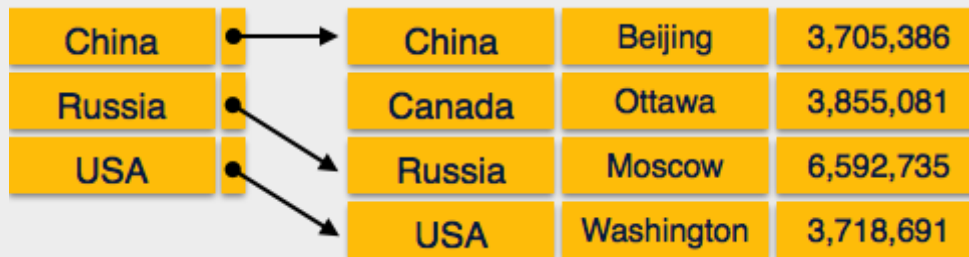 China China Beijing 3,705,386
Russia Canada Ottawa 3,855,081
USA Russia Moscow 6,592,735
USA Washington 3,718,691